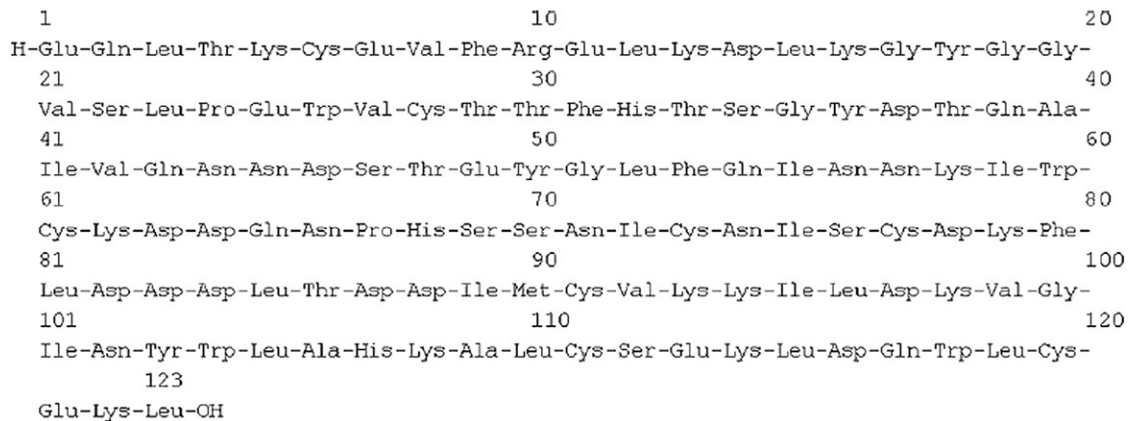 1 10 20
H-Glu-Gln-Leu-Thr-Lys-Cys-Glu-Val-Phe-Arg-Glu-Leu-Lys-Asp-Leu-Lys-Gly-Tyr-Gly-Gly-
21 30 40
Val-Ser-Leu-Pro-Glu-Trp-Val-Cys-Thr-Thr-Phe-His-Thr-Ser-Gly-Tyr-Asp-Thr-Gln-Ala-
41 50 60
Ile-Val-Gln-Asn-Asn-Asp-Ser-Thr-Glu-Tyr-Gly-Leu-Phe-Gln-Ile-Asn-Asn-Lys-Ile-Trp-
61 70 80
Cys-Lys-Asp-Asp-Gln-Asn-Pro-His-Ser-Ser-Asn-Ile-Cys-Asn-Ile-Ser-Cys-Asp-Lys-Phe-
81 90 100
Leu-Asp-Asp-Asp-Leu-Thr-Asp-Asp-Ile-Met-Cys-Val-Lys-Lys-Ile-Leu-Asp-Lys-Val-Gly-
101 110 120
Ile-Asn-Tyr-Trp-Leu-Ala-His-Lys-Ala-Leu-Cys-Ser-Glu-Lys-Leu-Asp-Gln-Trp-Leu-Cys-
123
Glu-Lys-Leu-OH